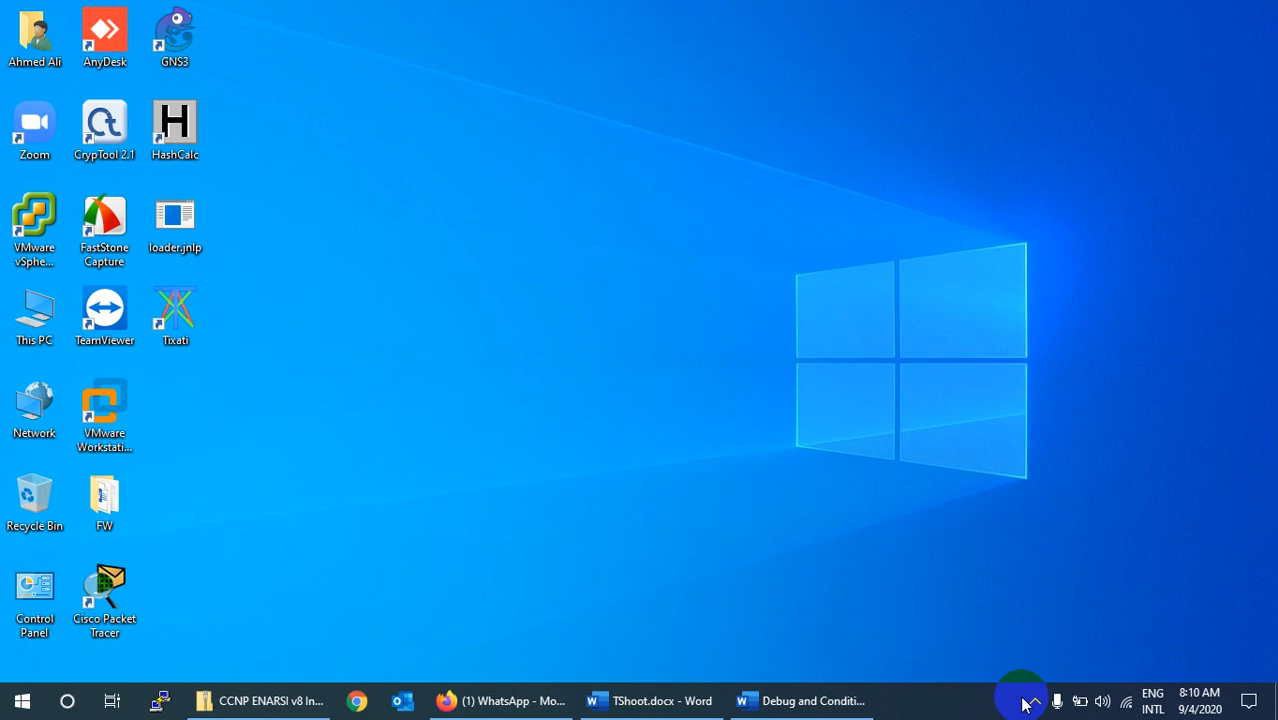 Ahmed Ali
AnyDesk
GNS3
Zoom
CrypTool 2.1
H
HashCalc
VMware
vSphe...
FastStone
Capture
loader.jnlp
This PC
TeamViewer
Tixati
Network
VMware
Workstati...
Recycle Bin
FW
Control
Panel
Cisco Packet
Tracer
CCNP ENARSI v8 In...
(1) WhatsApp - Mo...
TShoot.docx - Word
Debug and Conditi...
ENG
INTL
8:10 AM
9/4/2020